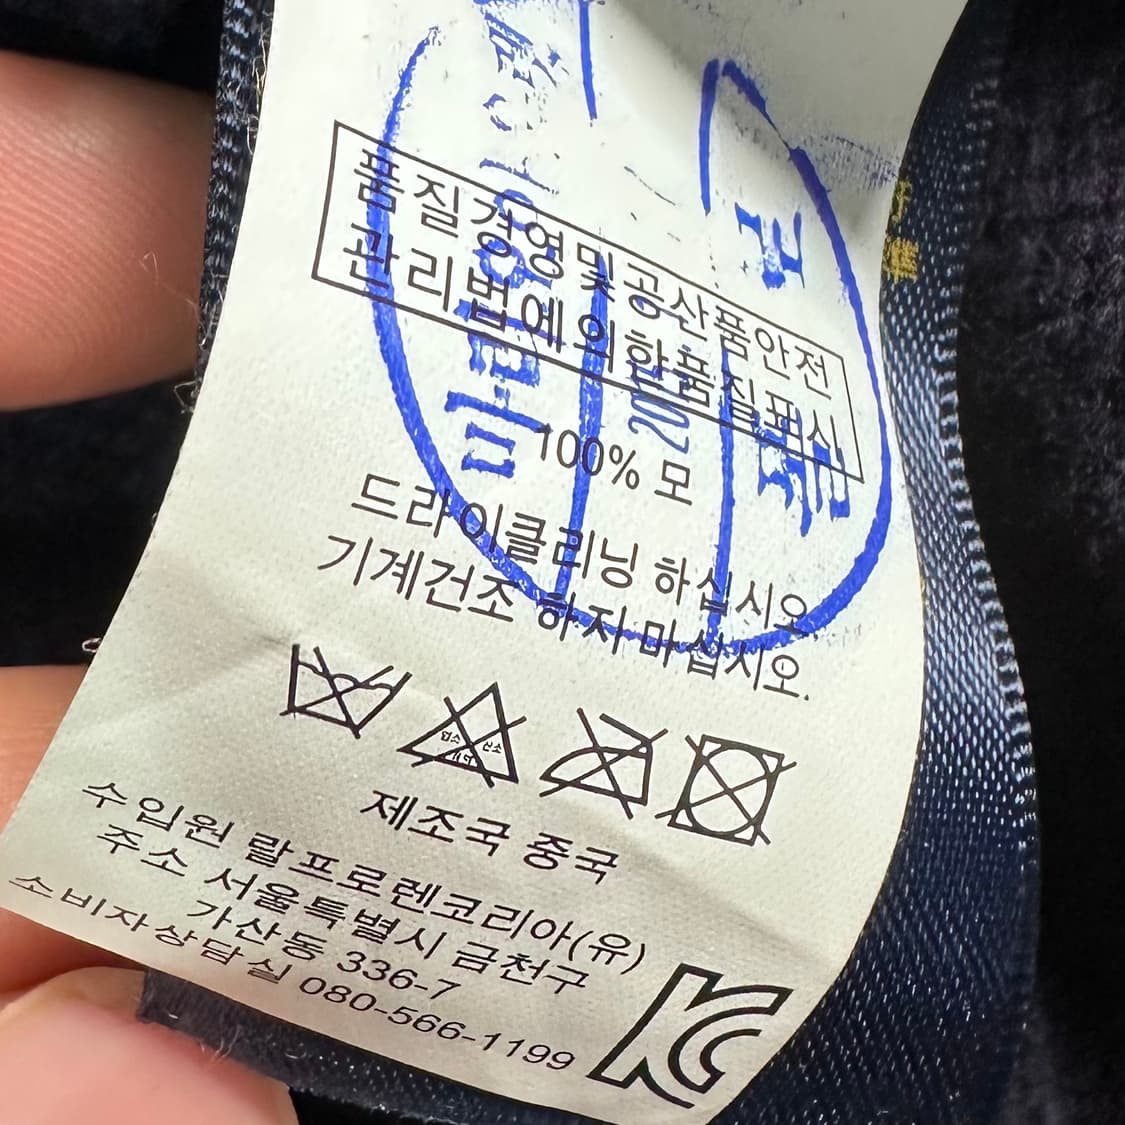 품질경영및공산품안전
관리법에의한품질표시
100% 모
드라이클리닝 하십시오.
기계건조 하지 마십시오.
제조국 중국
수입원 랄프로렌코리아(유)
주소 서울특별시 금천구
가산동 336-7
소비자상담실 080-566-1199